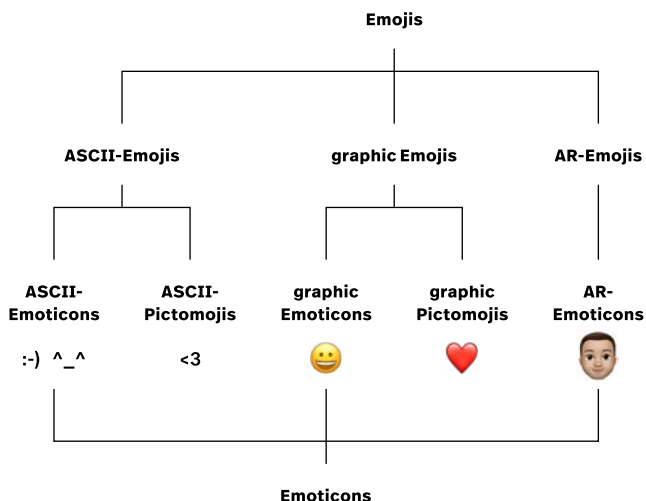 Emojis
ASCII-Emojis graphic Emojis AR-Emojis
ASCII- ASCII- graphic graphic AR-
Emoticons Pictomojis Emoticons Pictomojis Emoticons
:-) ^_^ <3
Emoticons